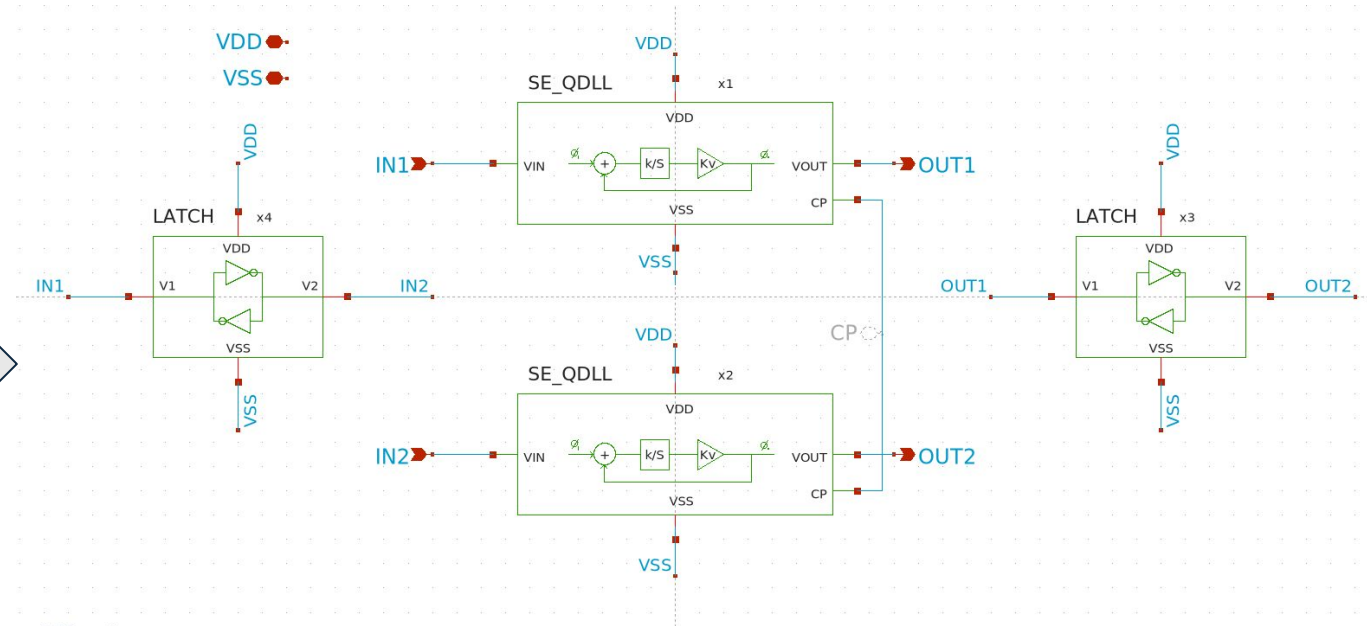 VDD
VSS
VDD
LATCH x4
VDD
IN1 V1 V2 IN2
VSS
VSS
VDD
SE_QDLL x1
VDD
IN1 VIN + k/S Kv VOUT OUT1
CP
VSS
VSS
CP
VDD
SE_QDLL x2
VDD
IN2 VIN + k/S Kv VOUT OUT2
CP
VSS
VSS
VDD
LATCH x3
VDD
OUT1 V1 V2 OUT2
VSS
VSS